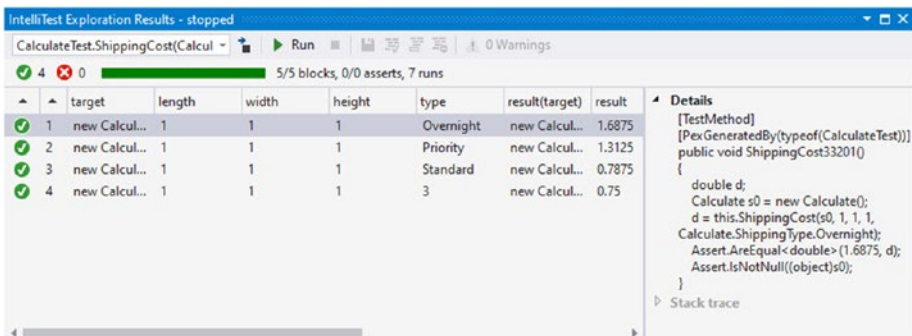 IntelliTest Exploration Results - stopped
CalculateTest.ShippingCost(Calcul Run 0 Warnings
4 0 5/5 blocks, 0/0 asserts, 7 runs
target length width height type result(target) result
1 new Calcul... 1 1 1 Overnight new Calcul... 1.6875
2 new Calcul... 1 1 1 Priority new Calcul... 1.3125
3 new Calcul... 1 1 1 Standard new Calcul... 0.7875
4 new Calcul... 1 1 1 3 new Calcul... 0.75
Details
[TestMethod]
[PexGeneratedBy(typeof(CalculateTest))]
public void ShippingCost33201()
{
double d;
Calculate s0 = new Calculate();
d = this.ShippingCost(s0, 1, 1, 1,
Calculate.ShippingType.Overnight);
Assert.AreEqual<double>(1.6875, d);
Assert.IsNotNull((object)s0);
}
Stack trace